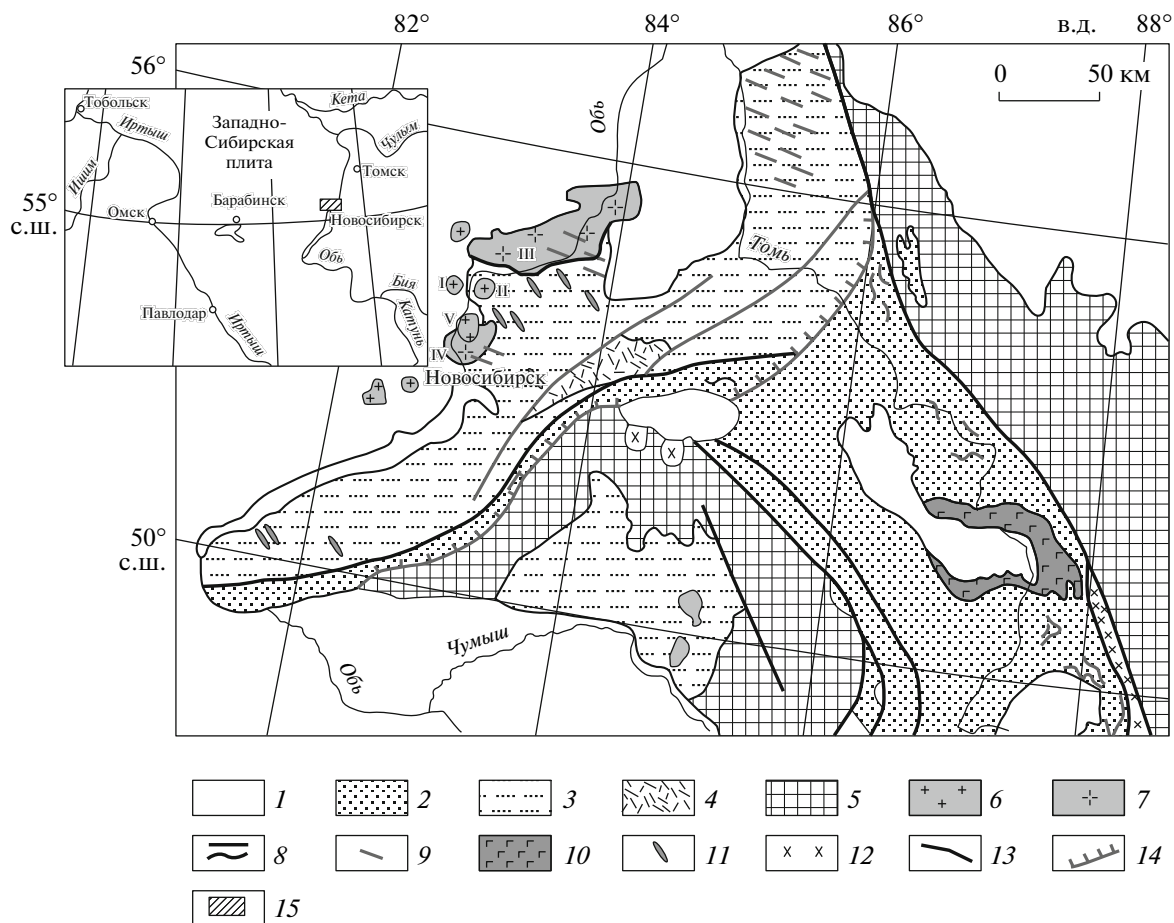 82°
84°
86°
в.д.
88°
56°
0
50 км
Тобольск
Кета
Иртыш
Западно-
Сибирская
плита
Чулым
Обь
Ишим
Томск
55°
с.ш.
Омск
Барабинск
Новосибирск
Обь
Бия
Катунь
Павлодар
Иртыш
Томь
III
I
II
V
IV
Новосибирск
50°
с.ш.
Чумыш
Обь
1
2
3
4
5
6
7
8
9
10
11
12
13
14
15